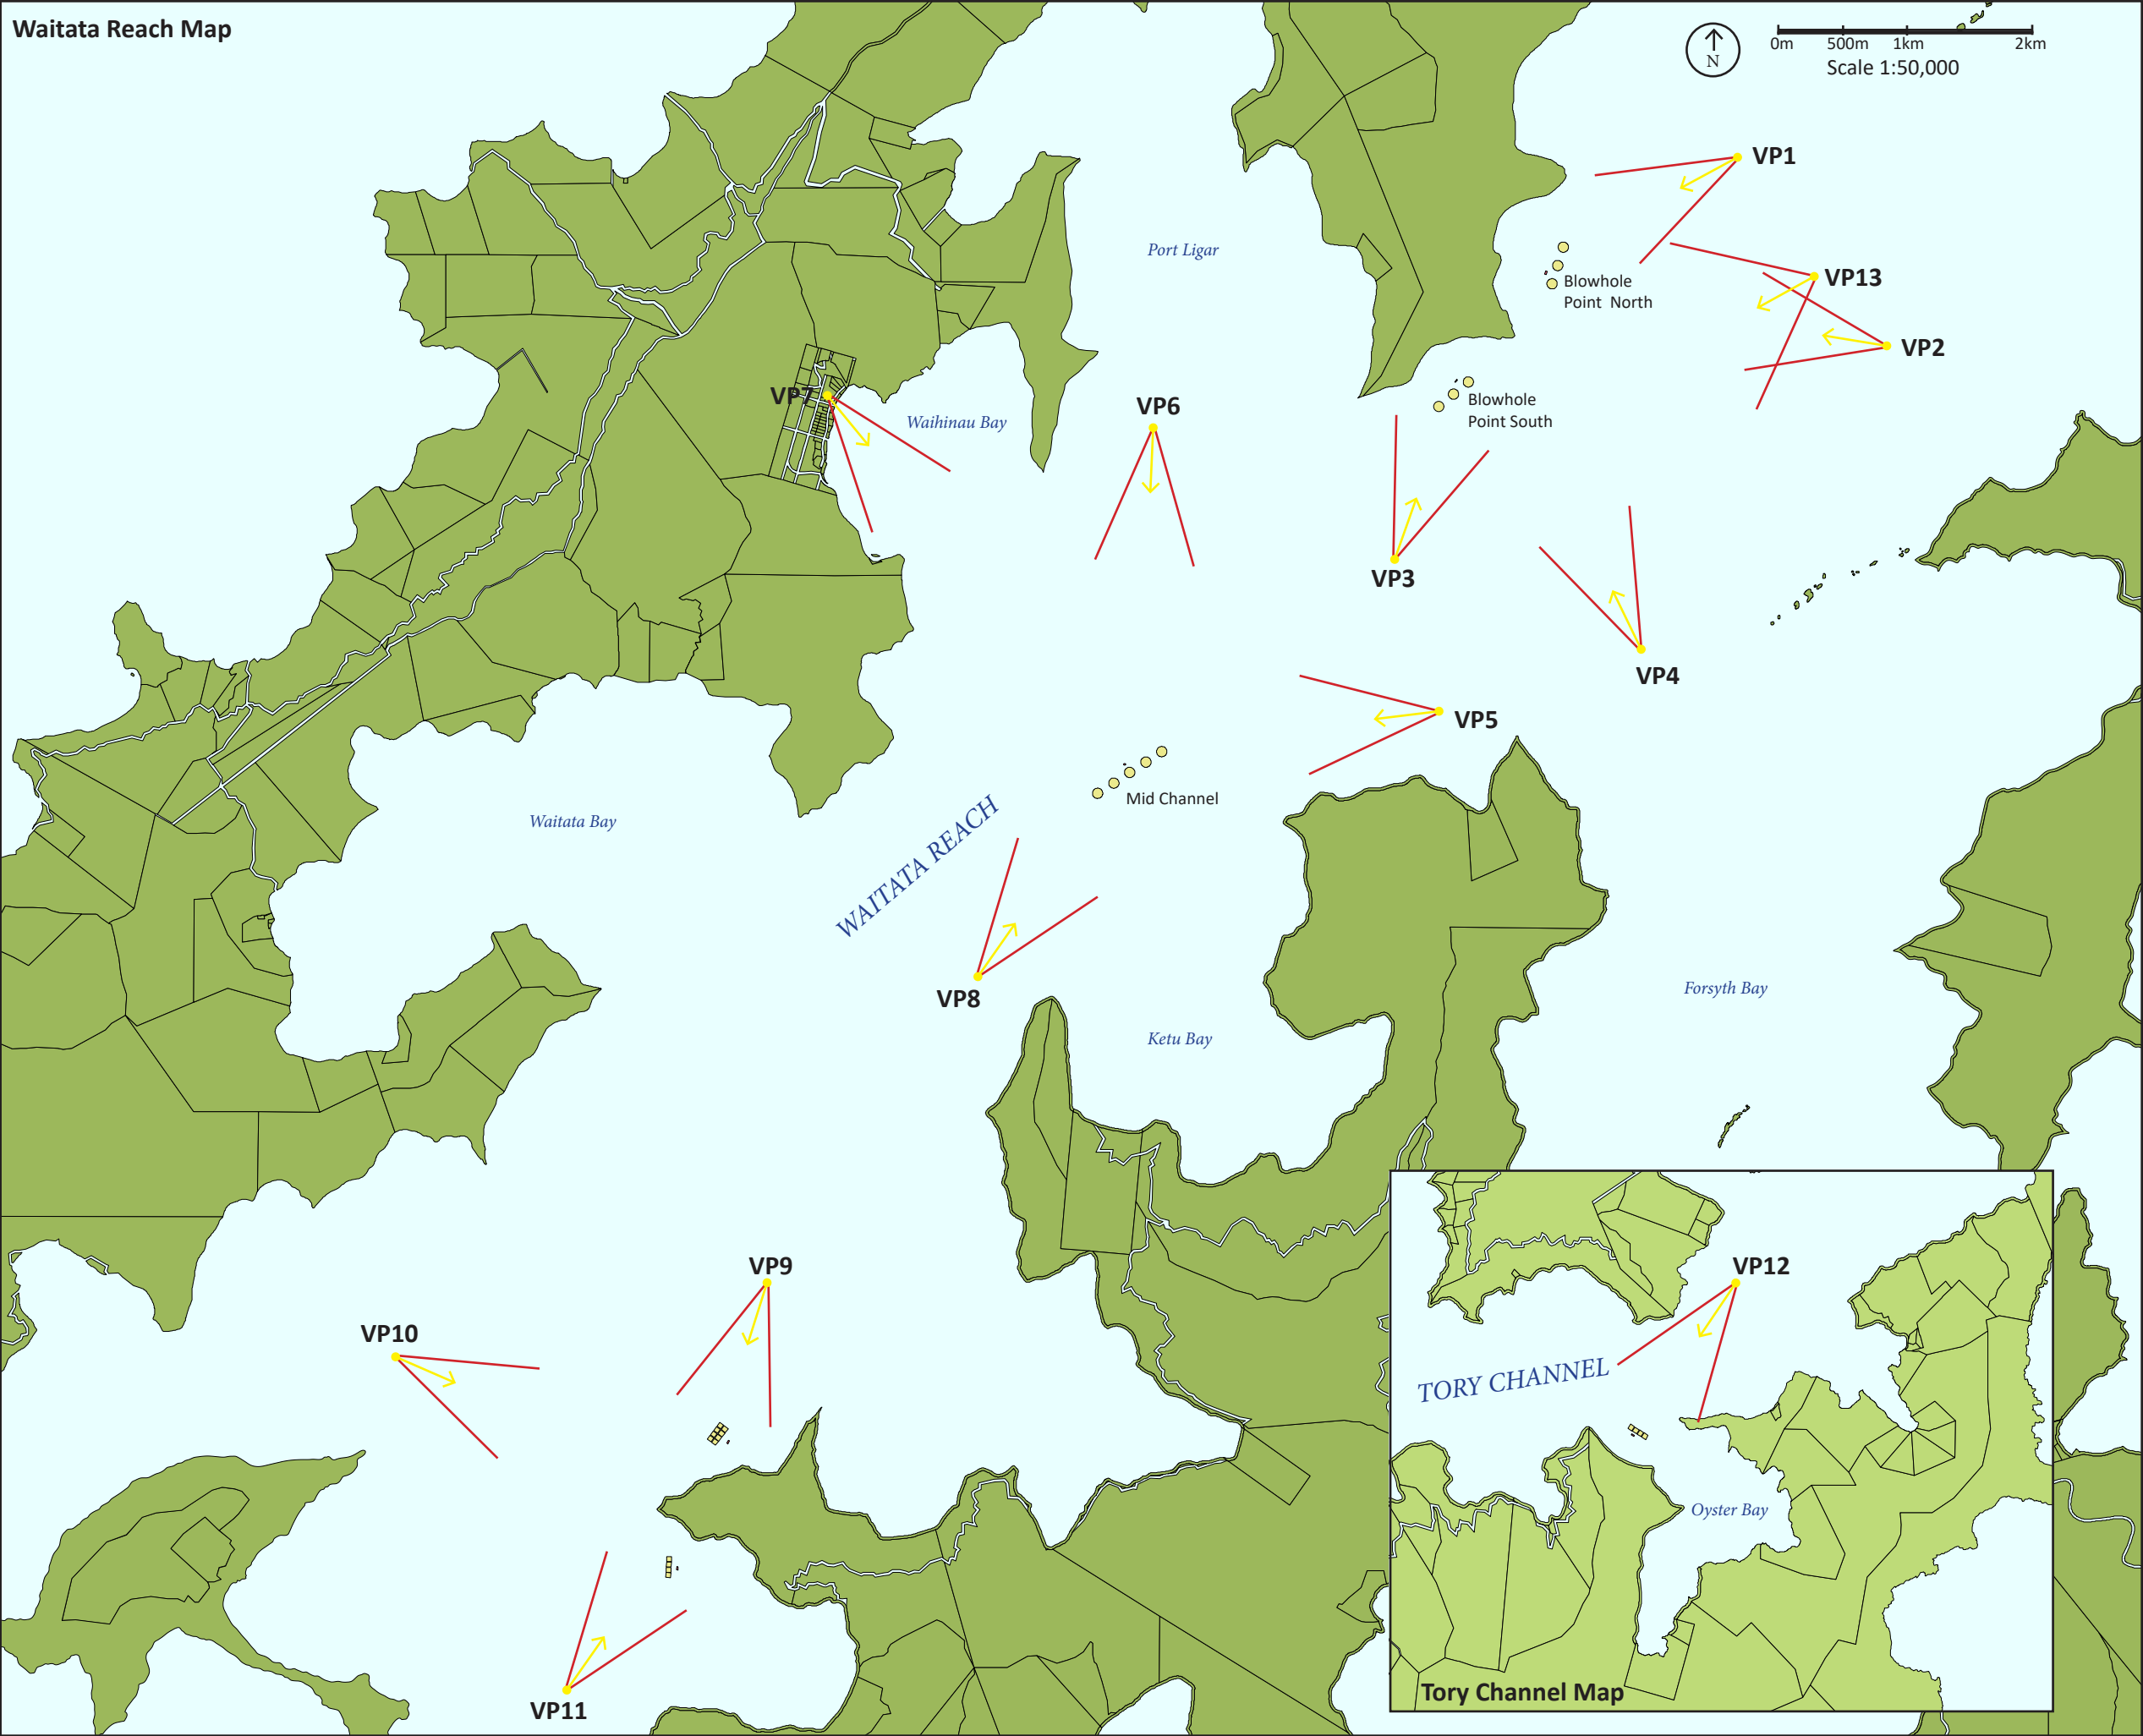 Waitata Reach Map
N
0m 500m 1km 2km
Scale 1:50,000
VP1
Port Ligar
VP13
Blowhole
Point North
VP2
VP7
Waihinau Bay
VP6
Blowhole
Point South
VP3
VP4
VP5
Mid Channel
Waitata Bay
WAITATA REACH
VP8
Ketu Bay
Forsyth Bay
VP9
VP12
VP10
TORY CHANNEL
Oyster Bay
Tory Channel Map
VP11